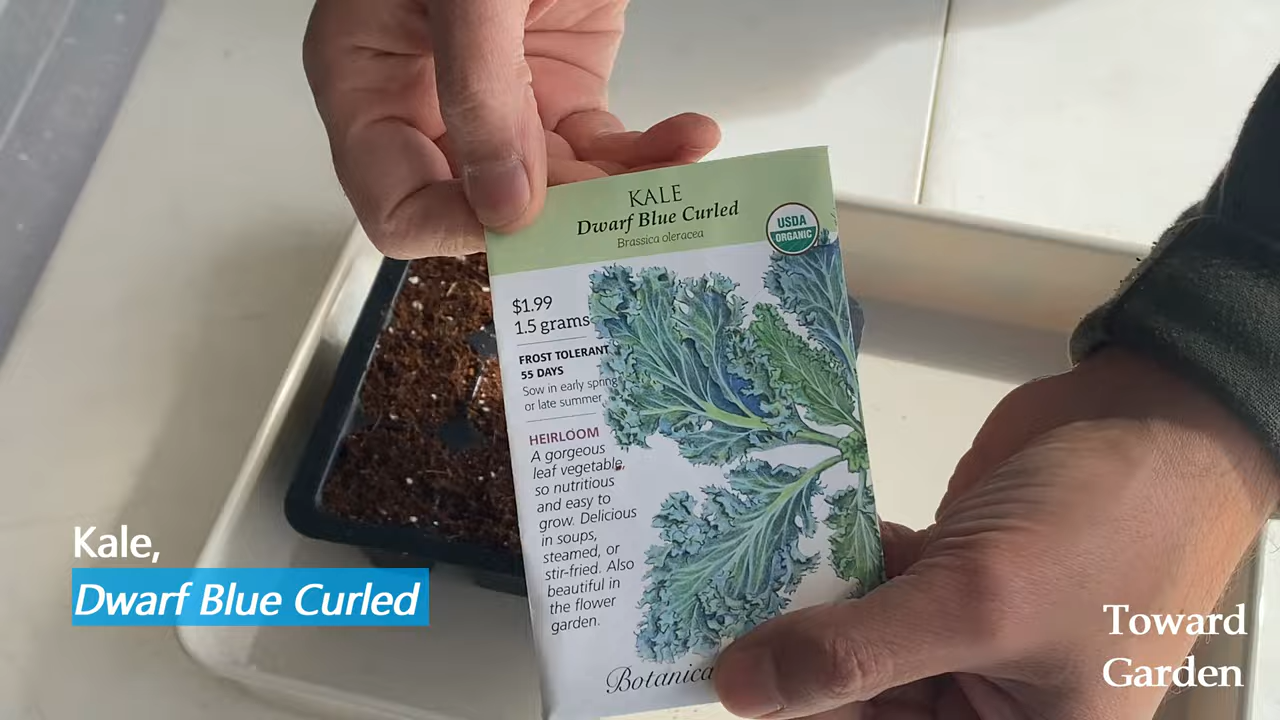 KALE
Dwarf Blue Curled
Brassica oleracea
USDA
ORGANIC
$1.99
1.5 grams
FROST TOLERANT
55 DAYS
Sow in early spring
or late summer
HEIRLOOM
A gorgeous
leaf vegetable,
so nutritious
and easy to
grow. Delicious
in soups,
steamed, or
stir-fried. Also
beautiful in
the flower
garden.
Botanica
Kale,
Dwarf Blue Curled
Toward
Garden